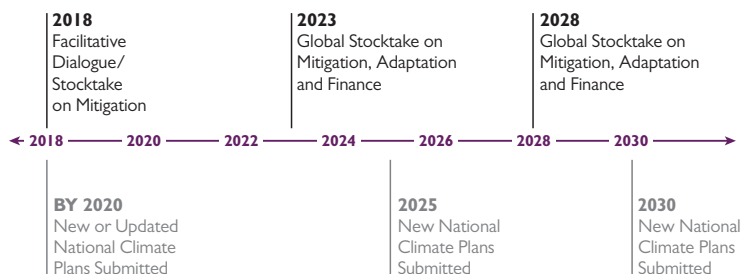 2018
Facilitative
Dialogue/
Stocktake
on Mitigation
2023
Global Stocktake on
Mitigation, Adaptation
and Finance
2028
Global Stocktake on
Mitigation, Adaptation
and Finance
2018 2020 2022 2024 2026 2028 2030
BY 2020
New or Updated
National Climate
Plans Submitted
2025
New National
Climate Plans
Submitted
2030
New National
Climate Plans
Submitted